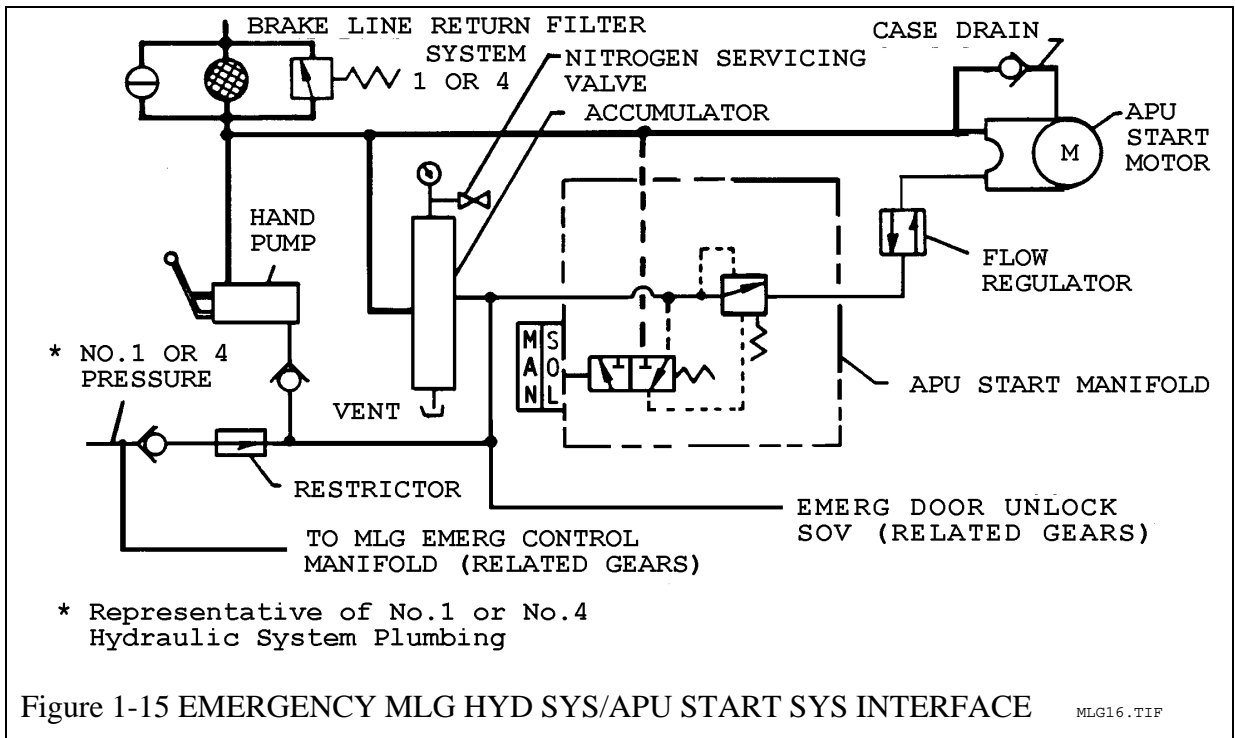 BRAKE LINE RETURN FILTER
SYSTEM
1 OR 4
NITROGEN SERVICING
VALVE
ACCUMULATOR
CASE DRAIN
APU
START
MOTOR
M
HAND
PUMP
FLOW
REGULATOR
* NO.1 OR 4
PRESSURE
MAN
SOL
VENT
APU START MANIFOLD
RESTRICTOR
EMERG DOOR UNLOCK
SOV (RELATED GEARS)
TO MLG EMERG CONTROL
MANIFOLD (RELATED GEARS)
* Representative of No.1 or No.4
Hydraulic System Plumbing
Figure 1-15 EMERGENCY MLG HYD SYS/APU START SYS INTERFACE
MLG16.TIF